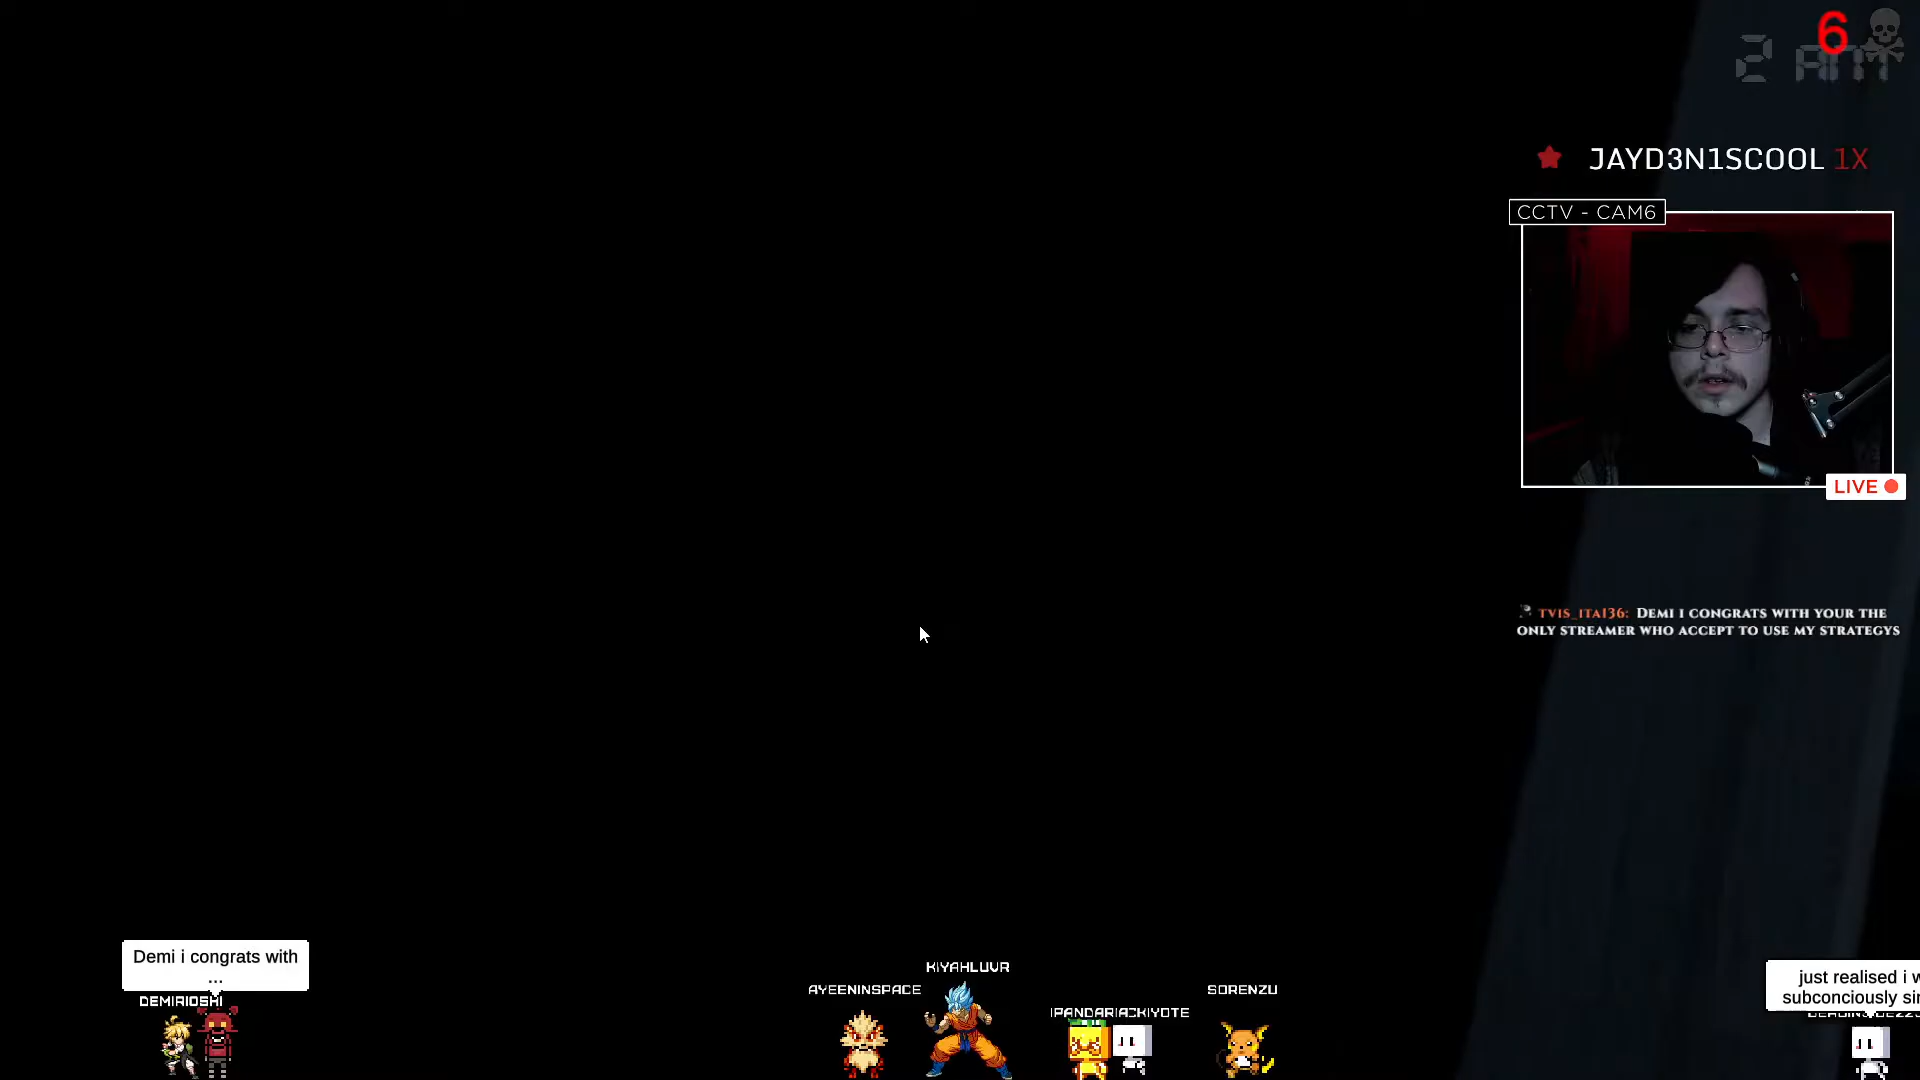 6
2 AM
JAYD3N1SCOOL 1X
CCTV - CAM6
LIVE
TVIS_ITA136: DEMI I CONGRATS WITH YOUR THE
ONLY STREAMER WHO ACCEPT TO USE MY STRATEGYS
Demi i congrats with
...
DEMIRIOSHI
KIYAHLUVR
AYEENINSPACE
SORENZU
just realised i w
subconciously sin